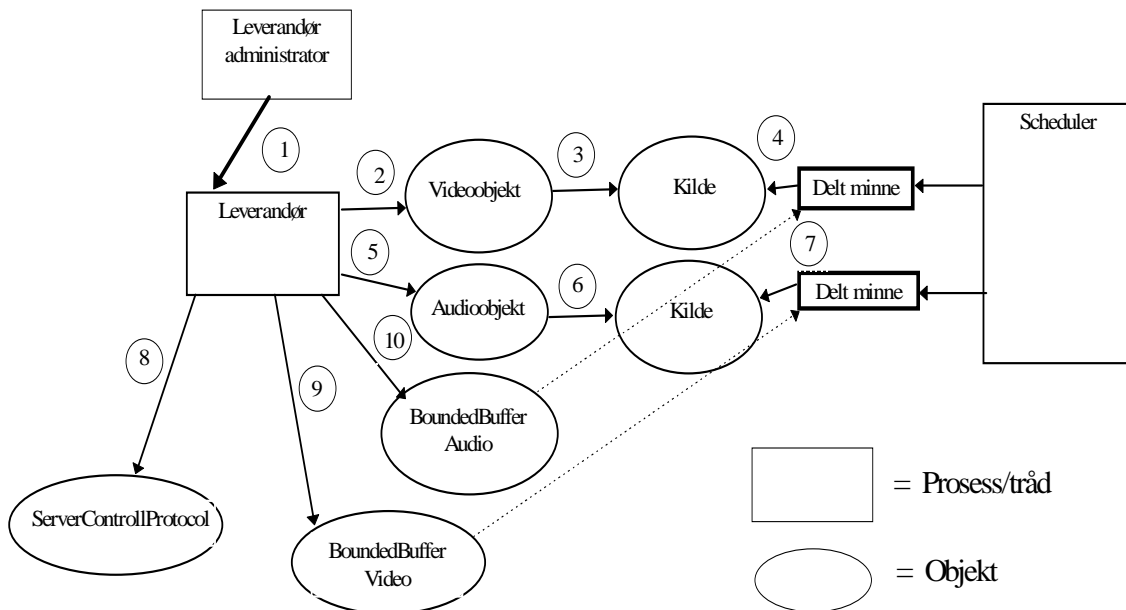 Leverandør
administrator
Scheduler
1
2
3
4
Videoobjekt
Kilde
Delt minne
Leverandør
5
6
7
Audioobjekt
Kilde
Delt minne
8
9
10
BoundedBuffer
Audio
= Prosess/tråd
ServerControllProtocol
BoundedBuffer
Video
= Objekt